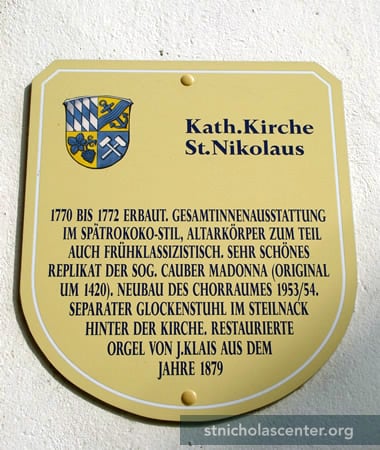 Kath.Kirche
St.Nikolaus
1770 BIS 1772 ERBAUT. GESAMTINNENAUSSTATTUNG
IM SPÄTROKOKO-STIL, ALTARKÖRPER ZUM TEIL
AUCH FRÜHKLASSIZISTISCH. SEHR SCHÖNES
REPLIKAT DER SOG. CAUBER MADONNA (ORIGINAL
UM 1420). NEUBAU DES CHORRAUMES 1953/54.
SEPARATER GLOCKENSTUHL IM STEILNACK
HINTER DER KIRCHE. RESTAURIERTE
ORGEL VON J.KLAIS AUS DEM
JAHRE 1879
stnicholascenter.org